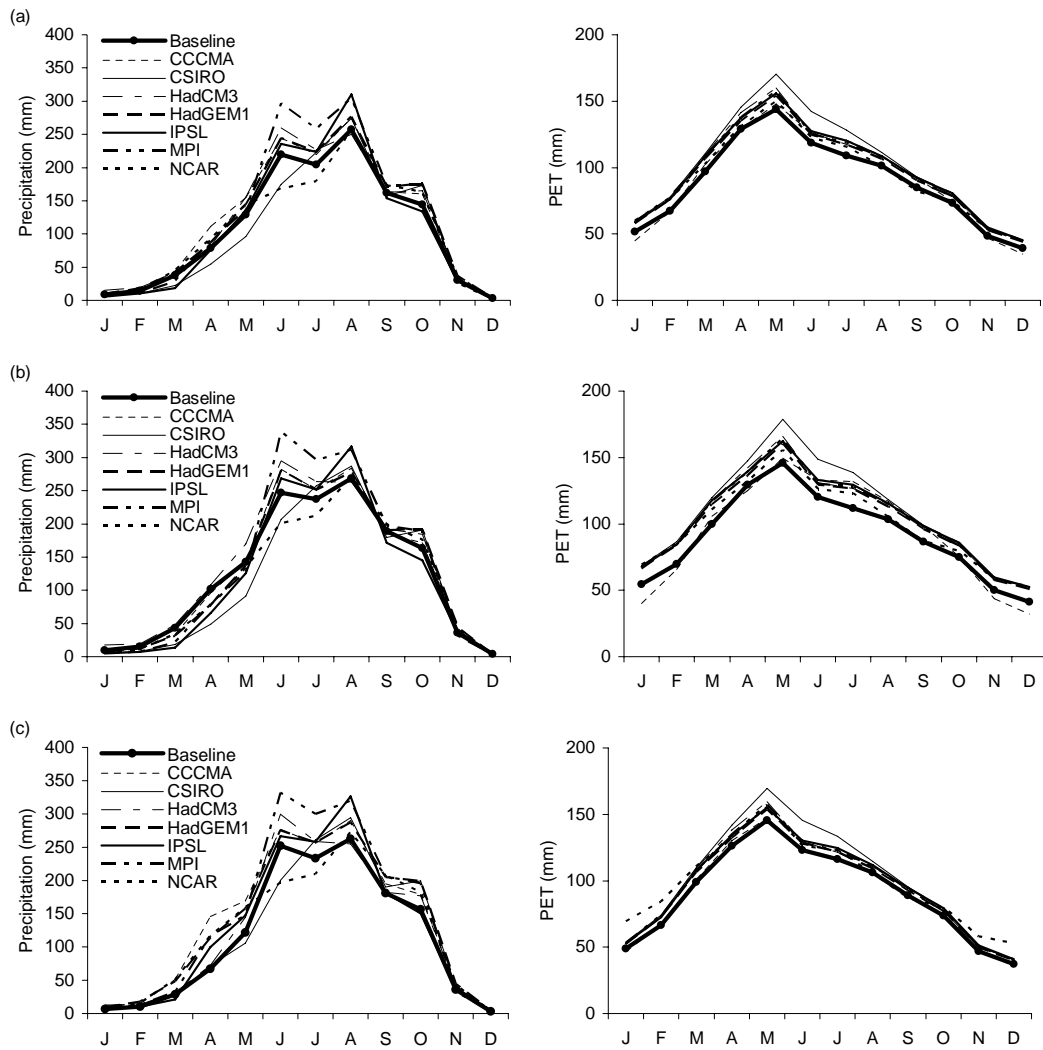 (a)
Precipitation (mm)
400
350
300
250
200
150
100
50
0
Baseline
CCCMA
CSIRO
HadCM3
HadGEM1
IPSL
MPI
NCAR
J F M A M J J A S O N D
PET (mm)
200
150
100
50
0
J F M A M J J A S O N D
(b)
Precipitation (mm)
400
350
300
250
200
150
100
50
0
Baseline
CCCMA
CSIRO
HadCM3
HadGEM1
IPSL
MPI
NCAR
J F M A M J J A S O N D
PET (mm)
200
150
100
50
0
J F M A M J J A S O N D
(c)
Precipitation (mm)
400
350
300
250
200
150
100
50
0
Baseline
CCCMA
CSIRO
HadCM3
HadGEM1
IPSL
MPI
NCAR
J F M A M J J A S O N D
PET (mm)
200
150
100
50
0
J F M A M J J A S O N D